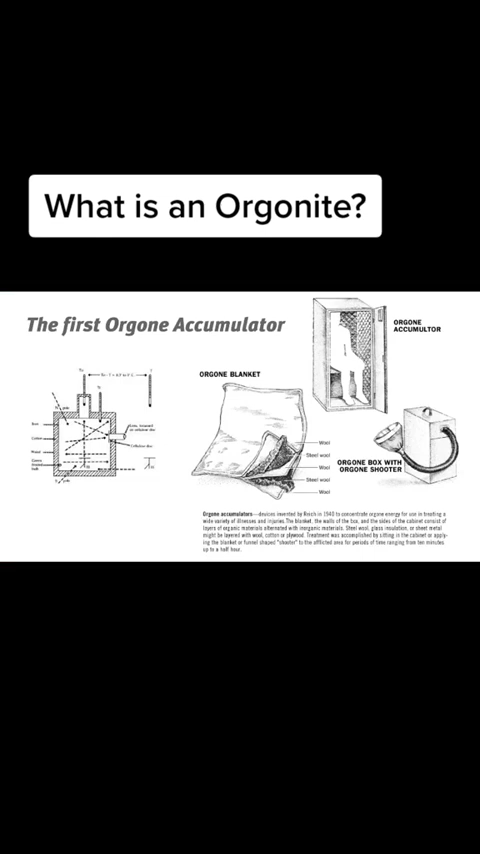 What is an Orgonite?
The first Orgone Accumulator
ORGONE
ACCUMULTOR
ORGONE BLANKET
Wool
Steel wool
Wool
Steel wool
Wool
ORGONE BOX WITH
ORGONE SHOOTER
Orgone accumulators—devices invented by Reich in 1940 to concentrate orgone energy for use in treating a
wide variety of illnesses and injuries. The blanket, the walls of the box, and the sides of the cabinet consist of
layers of organic materials alternated with inorganic materials. Steel wool, glass insulation, or sheet metal
might be layered with wool, cotton or plywood. Treatment was accomplished by sitting in the cabinet or apply-
ing the blanket or funnel shaped "shooter" to the afflicted area for periods of time ranging from ten minutes
up to a half hour.